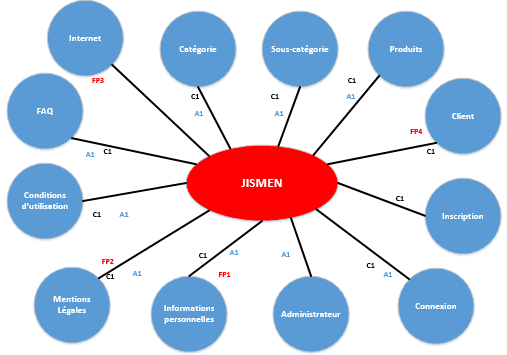 Internet
Catégorie
Sous-catégorie
Produits
FP3
C1
A1
C1
A1
C1
A1
FAQ
Client
FP4
C1
A1 C1
JISMEN
Conditions
d'utilisation
C1 A1
C1
Inscription
FP2
C1
A1
C1
A1
FP1
A1
C1
A1
Mentions
Légales
Informations
personnelles
Administrateur
Connexion